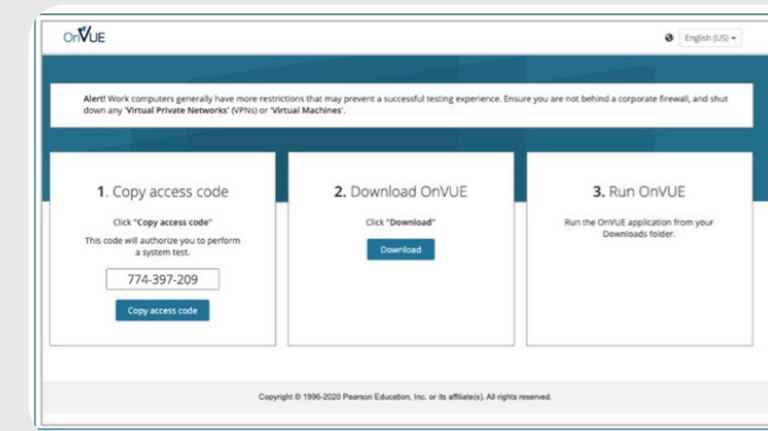 OnVUE
English (US)
Alert! Work computers generally have more restrictions that may prevent a successful testing experience. Ensure you are not behind a corporate firewall, and shut
down any 'Virtual Private Networks' (VPNs) or 'Virtual Machines'.
1. Copy access code
Click "Copy access code"
This code will authorize you to perform
a system test.
774-397-209
Copy access code
2. Download OnVUE
Click "Download"
Download
3. Run OnVUE
Run the OnVUE application from your
Downloads folder.
Copyright © 1996-2020 Pearson Education, Inc. or its affiliate(s). All rights reserved.